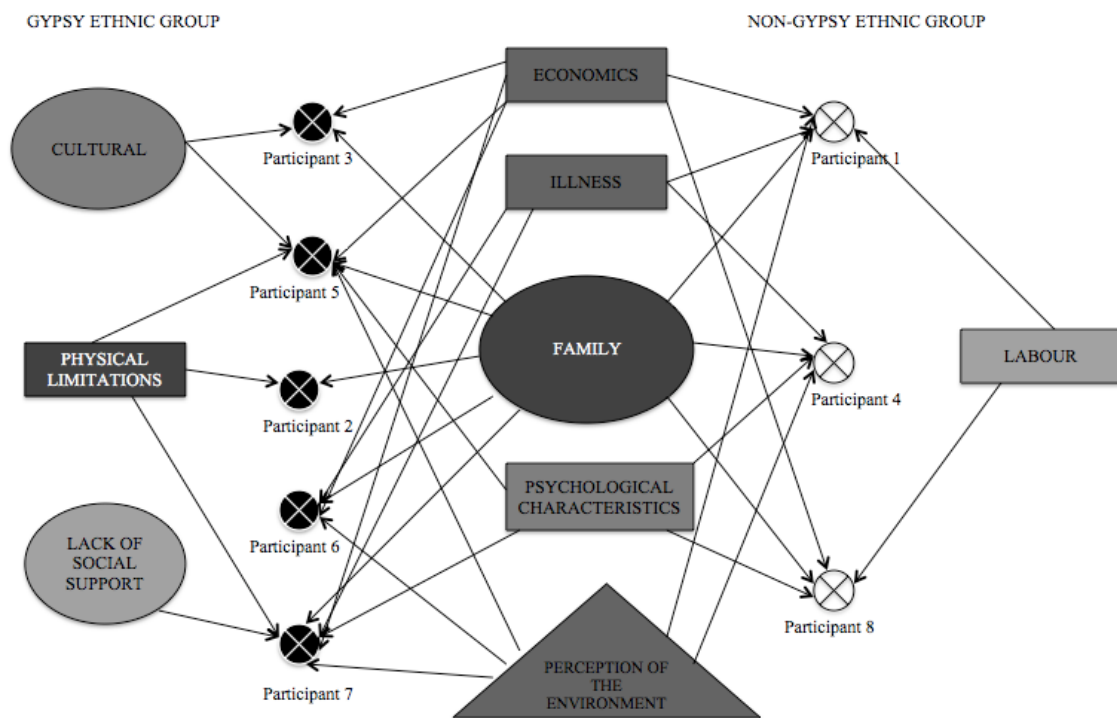 GYPSY ETHNIC GROUP
NON-GYPSY ETHNIC GROUP
ECONOMICS
CULTURAL
Participant 3
Participant 1
ILLNESS
Participant 5
FAMILY
PHYSICAL
LIMITATIONS
LABOUR
Participant 4
Participant 2
PSYCHOLOGICAL
CHARACTERISTICS
LACK OF
SOCIAL
SUPPORT
Participant 6
Participant 8
PERCEPTION OF
THE
ENVIRONMENT
Participant 7